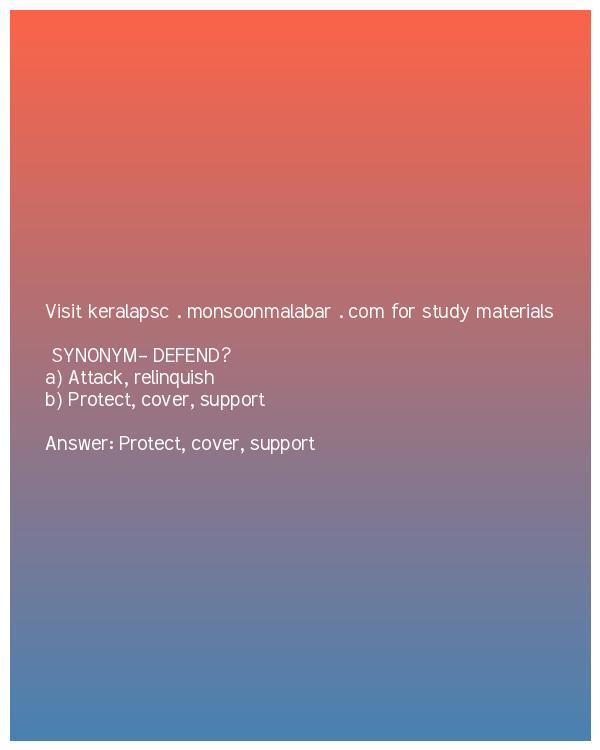 Visit keralapsc . monsoonmalabar . com for study materials
SYNONYM- DEFEND?
a) Attack, relinquish
b) Protect, cover, support
Answer: Protect, cover, support